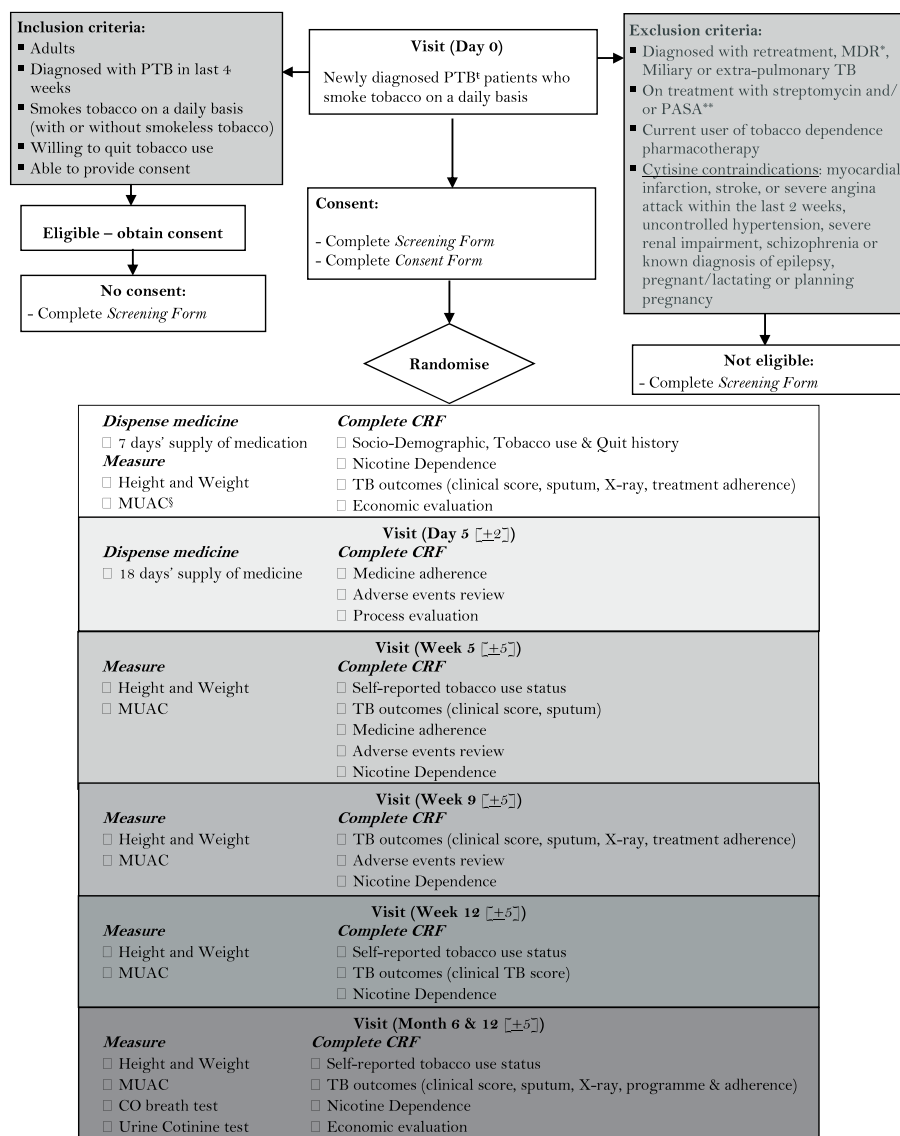 Inclusion criteria:
▪ Adults
▪ Diagnosed with PTB in last 4
weeks
▪ Smokes tobacco on a daily basis
(with or without smokeless tobacco)
▪ Willing to quit tobacco use
▪ Able to provide consent
Eligible – obtain consent
No consent:
- Complete Screening Form
Visit (Day 0)
Newly diagnosed PTBŧ patients who
smoke tobacco on a daily basis
Consent:
- Complete Screening Form
- Complete Consent Form
Randomise
Exclusion criteria:
▪ Diagnosed with retreatment, MDR*,
Miliary or extra-pulmonary TB
▪ On treatment with streptomycin and/
or PASA**
▪ Current user of tobacco dependence
pharmacotherapy
▪ Cytisine contraindications: myocardial
infarction, stroke, or severe angina
attack within the last 2 weeks,
uncontrolled hypertension, severe
renal impairment, schizophrenia or
known diagnosis of epilepsy,
pregnant/lactating or planning
pregnancy
Not eligible:
- Complete Screening Form
Dispense medicine
□ 7 days' supply of medication
Measure
□ Height and Weight
□ MUAC§
Complete CRF
□ Socio-Demographic, Tobacco use & Quit history
□ Nicotine Dependence
□ TB outcomes (clinical score, sputum, X-ray, treatment adherence)
□ Economic evaluation
Visit (Day 5 [±2])
Dispense medicine
□ 18 days' supply of medicine
Complete CRF
□ Medicine adherence
□ Adverse events review
□ Process evaluation
Visit (Week 5 [±5])
Measure
□ Height and Weight
□ MUAC
Complete CRF
□ Self-reported tobacco use status
□ TB outcomes (clinical score, sputum)
□ Medicine adherence
□ Adverse events review
□ Nicotine Dependence
Visit (Week 9 [±5])
Measure
□ Height and Weight
□ MUAC
Complete CRF
□ TB outcomes (clinical score, sputum, X-ray, treatment adherence)
□ Adverse events review
□ Nicotine Dependence
Visit (Week 12 [±5])
Measure
□ Height and Weight
□ MUAC
Complete CRF
□ Self-reported tobacco use status
□ TB outcomes (clinical TB score)
□ Nicotine Dependence
Visit (Month 6 & 12 [±5])
Measure
□ Height and Weight
□ MUAC
□ CO breath test
□ Urine Cotinine test
Complete CRF
□ Self-reported tobacco use status
□ TB outcomes (clinical score, sputum, X-ray, programme & adherence)
□ Nicotine Dependence
□ Economic evaluation